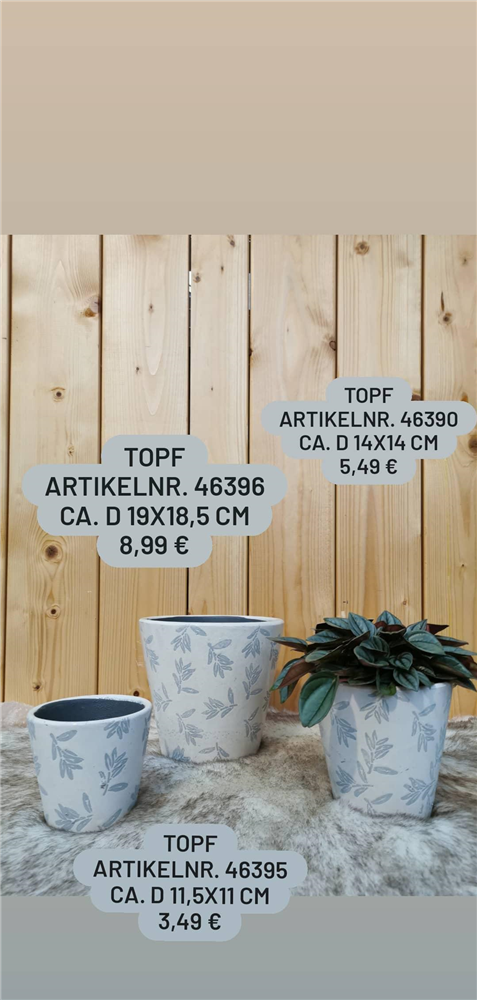 TOPF
ARTIKELNR. 46390
CA. D 14X14 CM
5,49 €
TOPF
ARTIKELNR. 46396
CA. D 19X18,5 CM
8,99 €
TOPF
ARTIKELNR. 46395
CA. D 11,5X11 CM
3,49 €